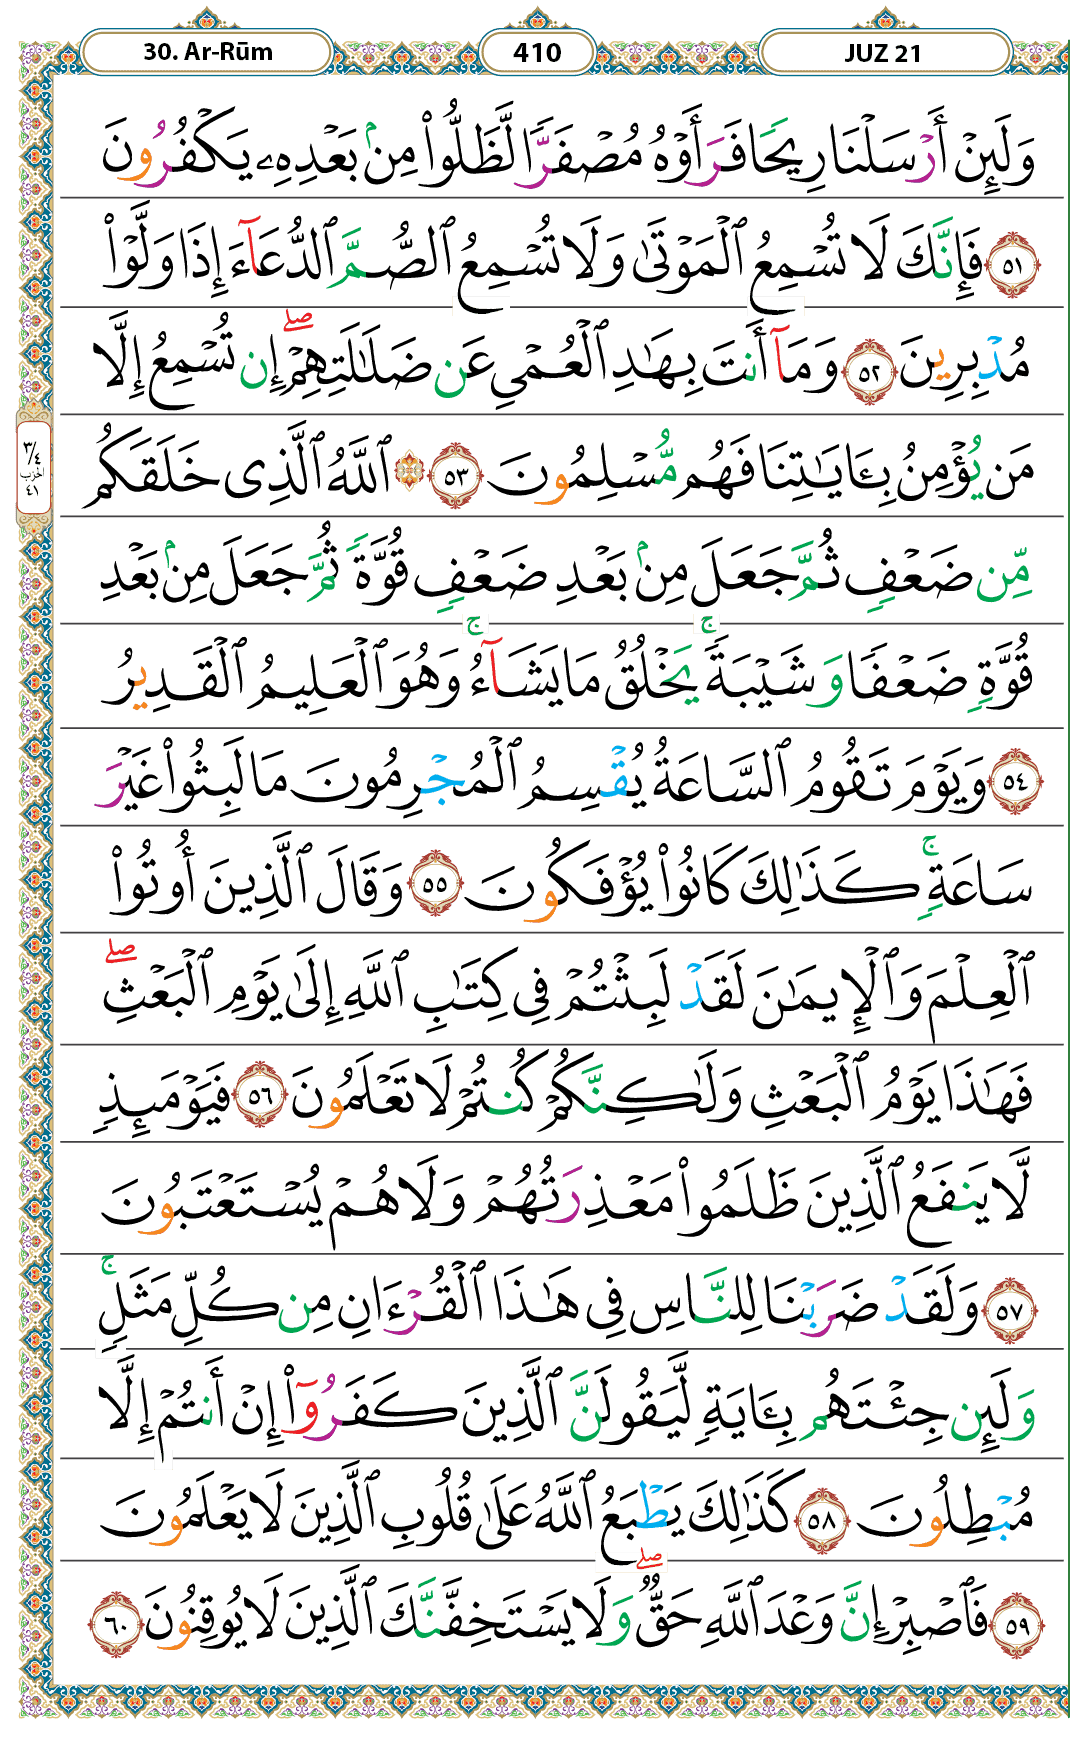 30. Ar-Rūm 410 JUZ 21
وَلَئِنْ أَرْسَلْنَا رِيحًا فَرَأَوْهُ مُصْفَرًّا لَّظَلُّوا۟ مِنۢ بَعْدِهِۦ يَكْفُرُونَ
٥١ فَإِنَّكَ لَا تُسْمِعُ ٱلْمَوْتَىٰ وَلَا تُسْمِعُ ٱلصُّمَّ ٱلدُّعَآءَ إِذَا وَلَّوْا۟
مُدْبِرِينَ ٥٢ وَمَآ أَنتَ بِهَٰدِ ٱلْعُمْىِ عَن ضَلَٰلَتِهِمْ ۖ إِن تُسْمِعُ إِلَّا
مَن يُؤْمِنُ بِـَٔايَٰتِنَا فَهُم مُّسْلِمُونَ ٥٣ ۞ ٱللَّهُ ٱلَّذِى خَلَقَكُم
٣/٤
الحزب
٤١
مِّن ضَعْفٍ ثُمَّ جَعَلَ مِنۢ بَعْدِ ضَعْفٍ قُوَّةً ثُمَّ جَعَلَ مِنۢ بَعْدِ
قُوَّةٍ ضَعْفًا وَشَيْبَةً ۚ يَخْلُقُ مَا يَشَآءُ ۚ وَهُوَ ٱلْعَلِيمُ ٱلْقَدِيرُ
٥٤ وَيَوْمَ تَقُومُ ٱلسَّاعَةُ يُقْسِمُ ٱلْمُجْرِمُونَ مَا لَبِثُوا۟ غَيْرَ
سَاعَةٍ ۚ كَذَٰلِكَ كَانُوا۟ يُؤْفَكُونَ ٥٥ وَقَالَ ٱلَّذِينَ أُوتُوا۟
ٱلْعِلْمَ وَٱلْإِيمَٰنَ لَقَدْ لَبِثْتُمْ فِى كِتَٰبِ ٱللَّهِ إِلَىٰ يَوْمِ ٱلْبَعْثِ ۖ
فَهَٰذَا يَوْمُ ٱلْبَعْثِ وَلَٰكِنَّكُمْ كُنتُمْ لَا تَعْلَمُونَ ٥٦ فَيَوْمَئِذٍ
لَّا يَنفَعُ ٱلَّذِينَ ظَلَمُوا۟ مَعْذِرَتُهُمْ وَلَا هُمْ يُسْتَعْتَبُونَ
٥٧ وَلَقَدْ ضَرَبْنَا لِلنَّاسِ فِى هَٰذَا ٱلْقُرْءَانِ مِن كُلِّ مَثَلٍ ۚ
وَلَئِن جِئْتَهُم بِـَٔايَةٍ لَّيَقُولَنَّ ٱلَّذِينَ كَفَرُوٓا۟ إِنْ أَنتُمْ إِلَّا
مُبْطِلُونَ ٥٨ كَذَٰلِكَ يَطْبَعُ ٱللَّهُ عَلَىٰ قُلُوبِ ٱلَّذِينَ لَا يَعْلَمُونَ
٥٩ فَٱصْبِرْ إِنَّ وَعْدَ ٱللَّهِ حَقٌّ ۖ وَلَا يَسْتَخِفَّنَّكَ ٱلَّذِينَ لَا يُوقِنُونَ ٦٠